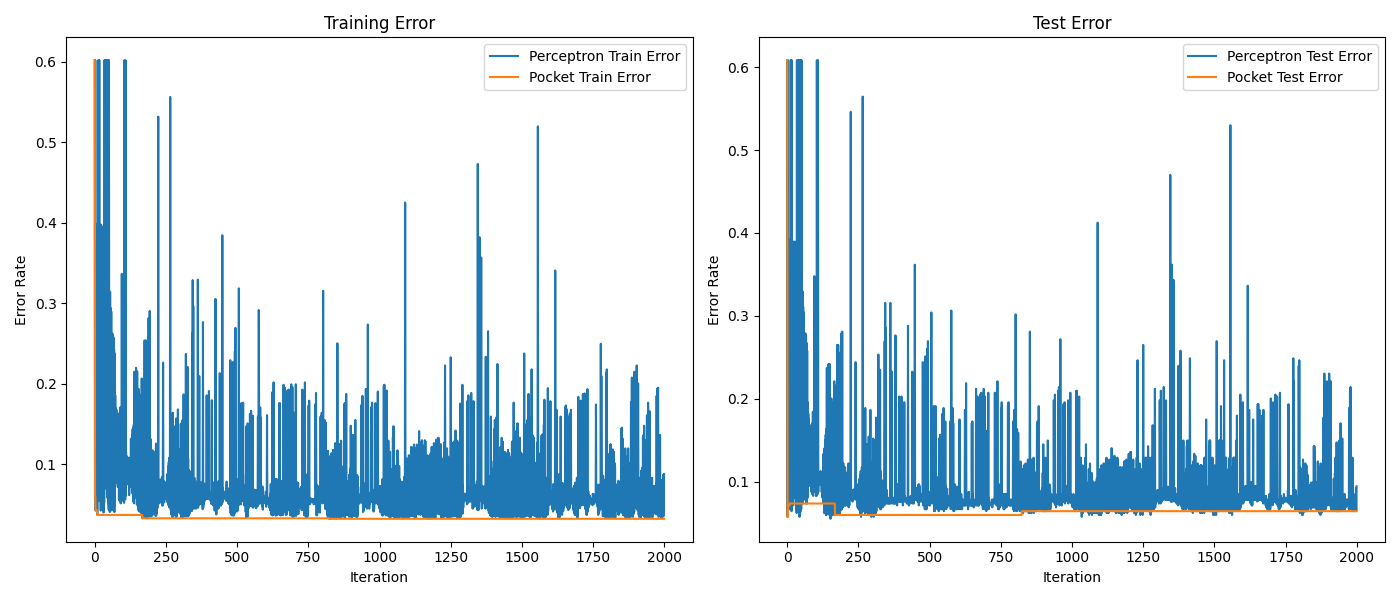 Training Error
Perceptron Train Error
Pocket Train Error
Error Rate
0.6
0.5
0.4
0.3
0.2
0.1
0 250 500 750 1000 1250 1500 1750 2000
Iteration
Test Error
Perceptron Test Error
Pocket Test Error
Error Rate
0.6
0.5
0.4
0.3
0.2
0.1
0 250 500 750 1000 1250 1500 1750 2000
Iteration